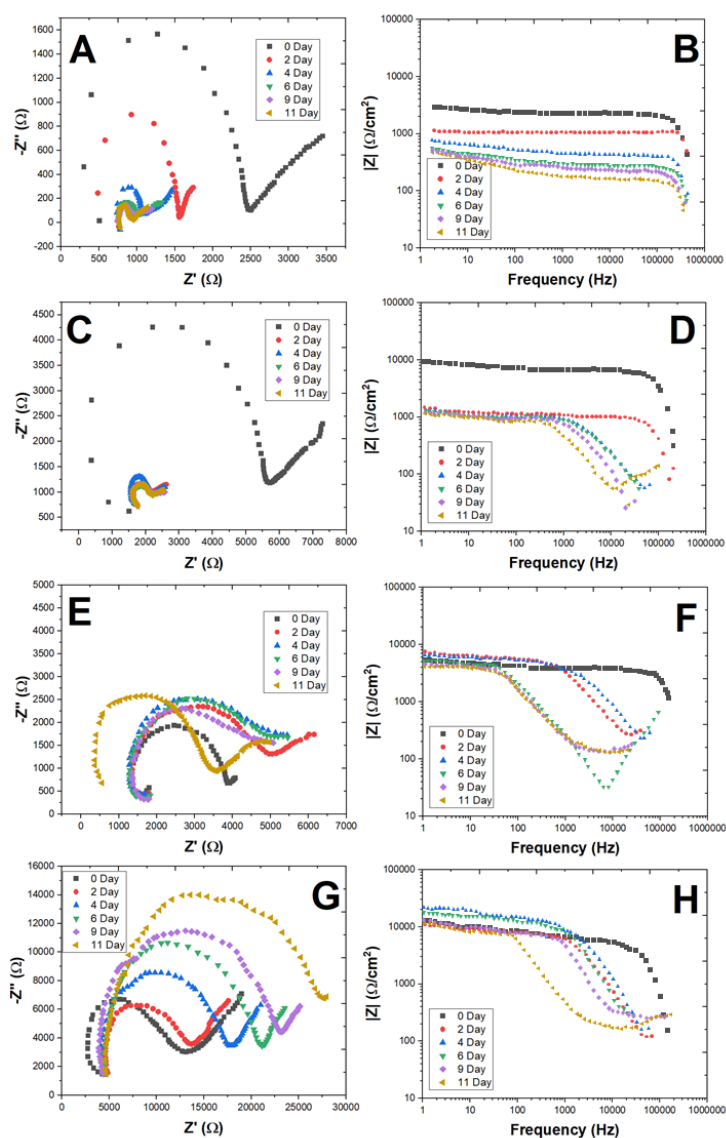 A
0 Day
2 Day
4 Day
6 Day
9 Day
11 Day
1600
1400
1200
1000
800
600
400
200
0
-200
-Z'' (Ω)
0 500 1000 1500 2000 2500 3000 3500
Z' (Ω)
B
100000
10000
1000
100
10
|Z| (Ω/cm²)
0 Day
2 Day
4 Day
6 Day
9 Day
11 Day
1 10 100 1000 10000 100000 1000000
Frequency (Hz)
C
0 Day
2 Day
4 Day
6 Day
9 Day
11 Day
4500
4000
3500
3000
2500
2000
1500
1000
500
-Z'' (Ω)
0 1000 2000 3000 4000 5000 6000 7000 8000
Z' (Ω)
D
100000
10000
1000
100
10
|Z| (Ω/cm²)
0 Day
2 Day
4 Day
6 Day
9 Day
11 Day
1 10 100 1000 10000 100000 1000000
Frequency (Hz)
E
0 Day
2 Day
4 Day
6 Day
9 Day
11 Day
5000
4500
4000
3500
3000
2500
2000
1500
1000
500
0
-Z'' (Ω)
0 1000 2000 3000 4000 5000 6000 7000
Z' (Ω)
F
100000
10000
1000
100
10
|Z| (Ω/cm²)
0 Day
2 Day
4 Day
6 Day
9 Day
11 Day
1 10 100 1000 10000 100000 1000000
Frequency (Hz)
G
0 Day
2 Day
4 Day
6 Day
9 Day
11 Day
16000
14000
12000
10000
8000
6000
4000
2000
0
-Z'' (Ω)
0 5000 10000 15000 20000 25000 30000
Z' (Ω)
H
100000
10000
1000
100
10
|Z| (Ω/cm²)
0 Day
2 Day
4 Day
6 Day
9 Day
11 Day
1 10 100 1000 10000 100000 1000000
Frequency (Hz)